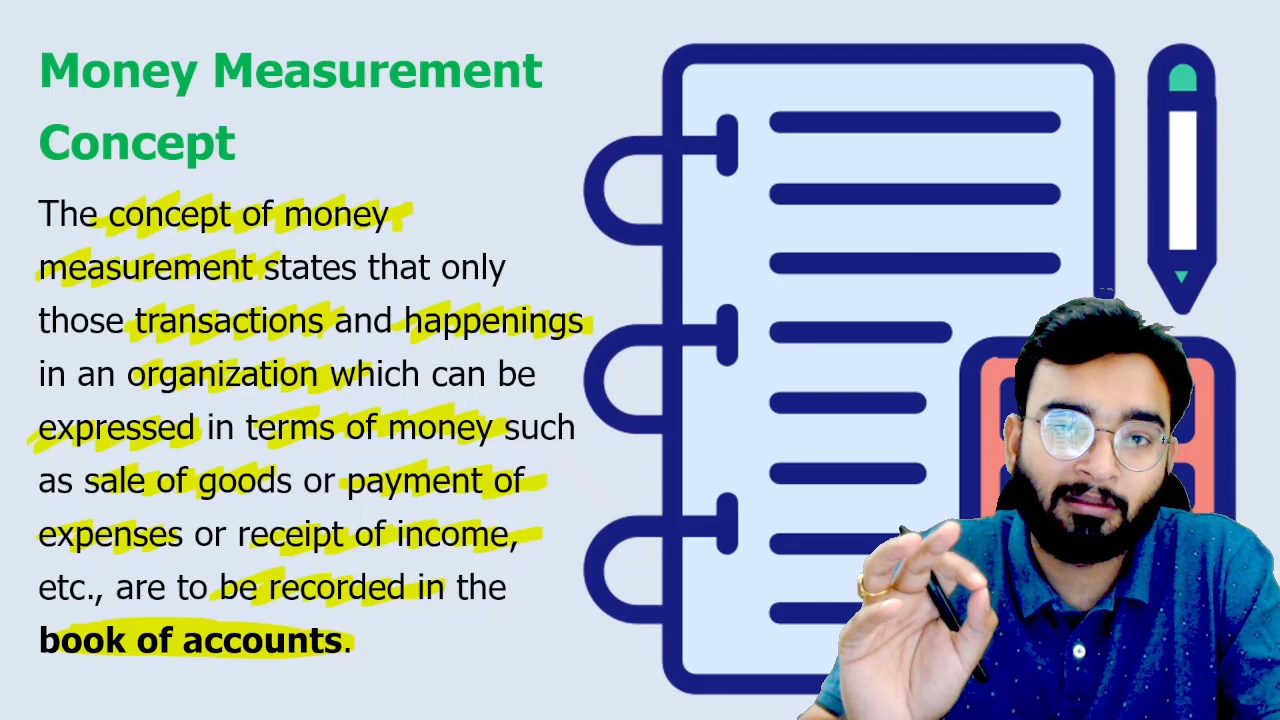 Money Measurement
Concept
The concept of money
measurement states that only
those transactions and happenings
in an organization which can be
expressed in terms of money such
as sale of goods or payment of
expenses or receipt of income,
etc., are to be recorded in the
book of accounts.